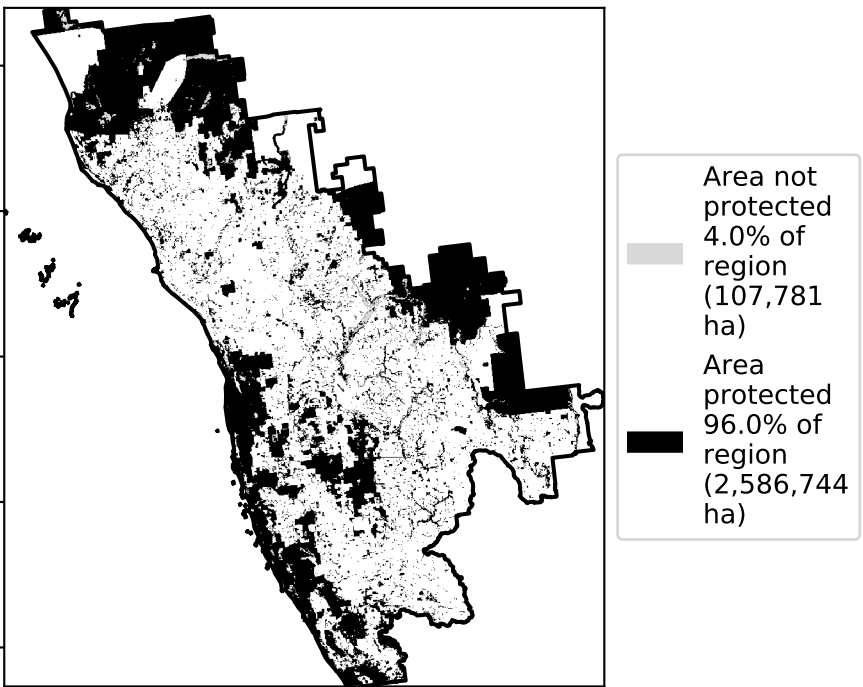 Area not
protected
4.0% of
region
(107,781
ha)
Area
protected
96.0% of
region
(2,586,744
ha)